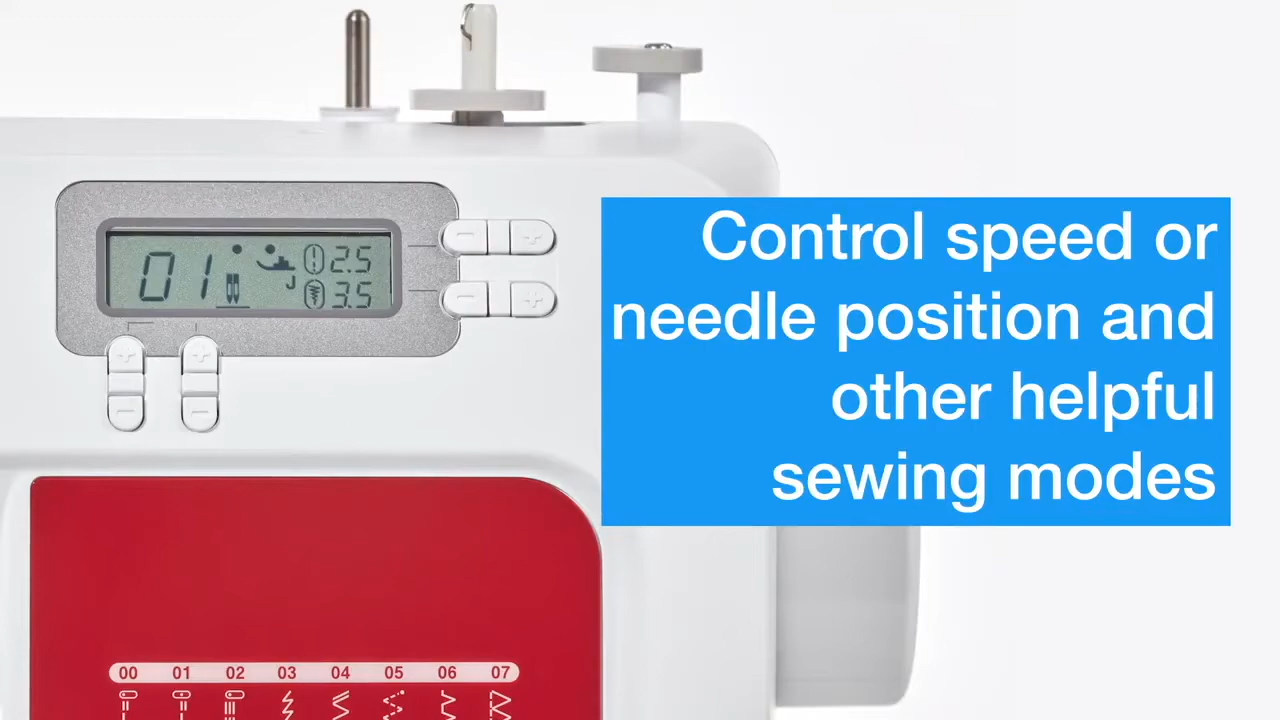 Control speed or
needle position and
other helpful
sewing modes
01 J 2.5
3.5
00 01 02 03 04 05 06 07